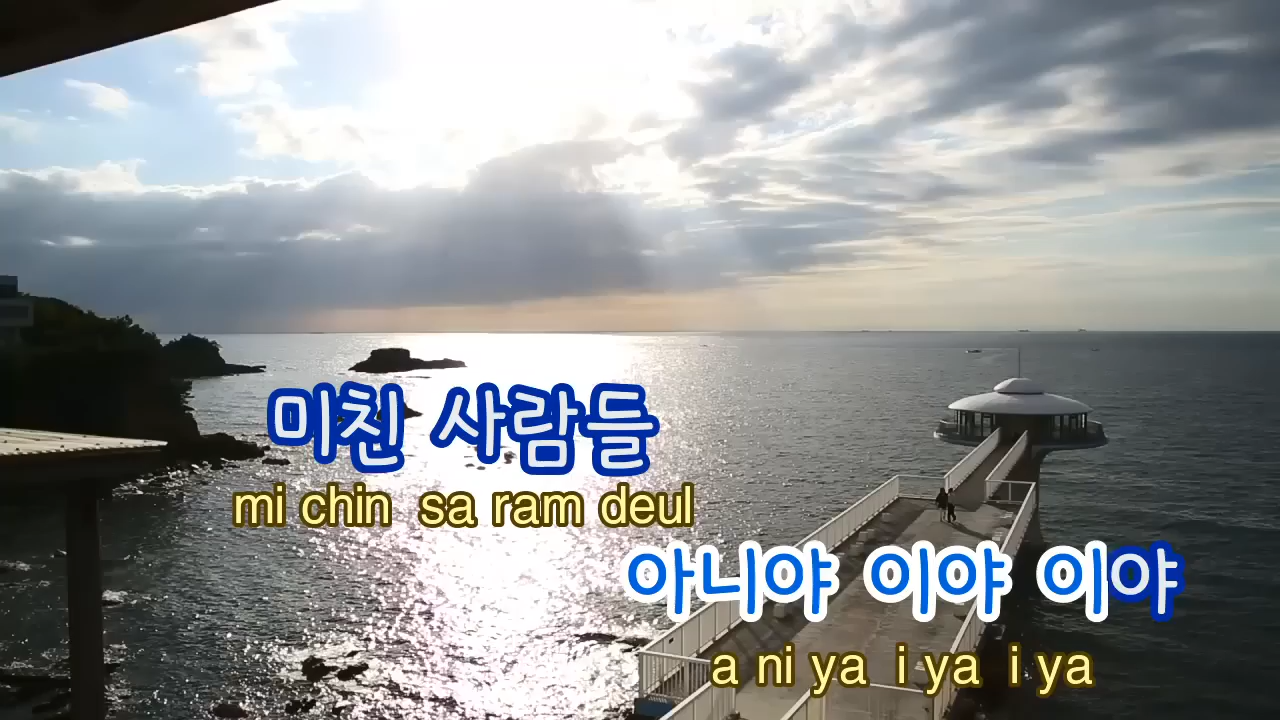 미친 사람들
mi chin sa ram deul
아니야 이야 이야
a ni ya i ya i ya